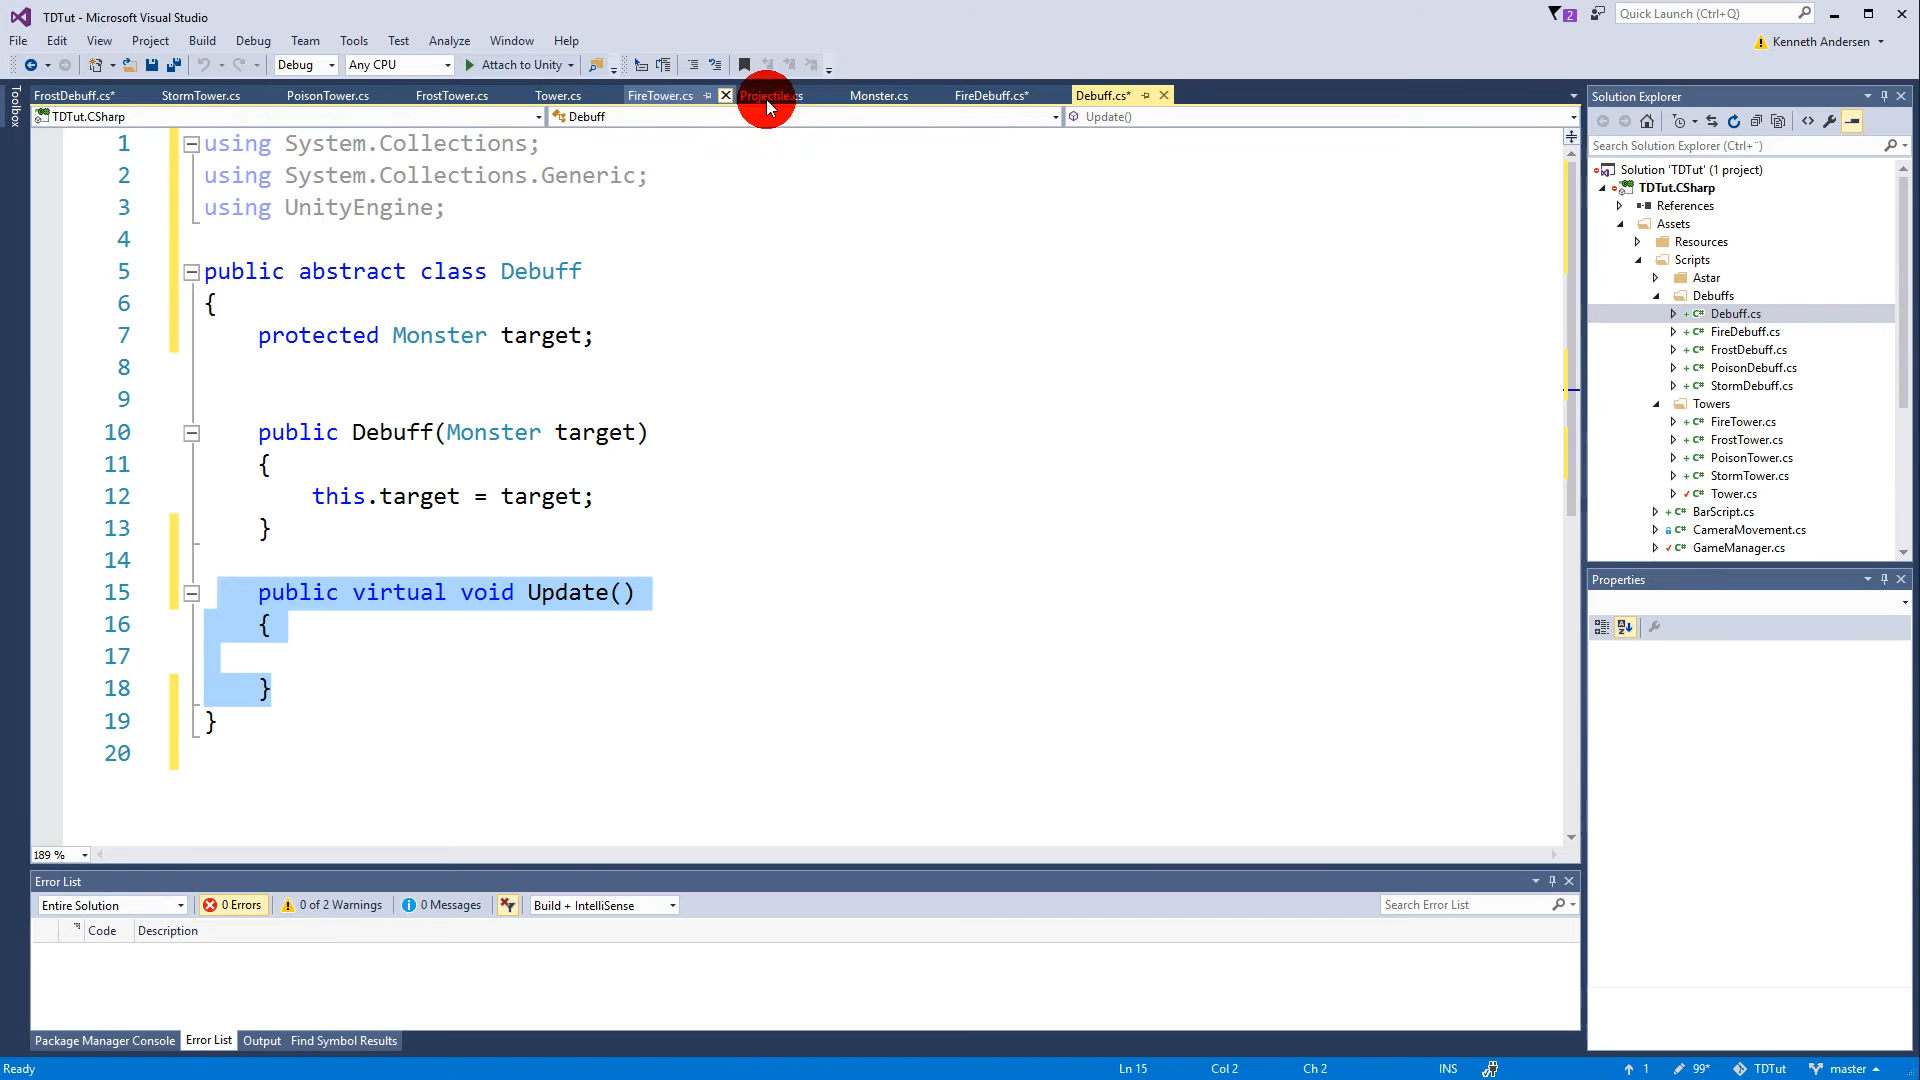 TDTut - Microsoft Visual Studio
2
Quick Launch (Ctrl+Q)
File Edit View Project Build Debug Team Tools Test Analyze Window Help
Kenneth Andersen
Debug Any CPU Attach to Unity
Toolbox
FrostDebuff.cs* StormTower.cs PoisonTower.cs FrostTower.cs Tower.cs FireTower.cs Projectile.cs Monster.cs FireDebuff.cs* Debuff.cs*
TDTut.CSharp Debuff Update()
1 using System.Collections;
2 using System.Collections.Generic;
3 using UnityEngine;
4
5 public abstract class Debuff
6 {
7 protected Monster target;
8
9
10 public Debuff(Monster target)
11 {
12 this.target = target;
13 }
14
15 public virtual void Update()
16 {
17
18 }
19 }
20
189 %
Solution Explorer
Search Solution Explorer (Ctrl+¨)
Solution 'TDTut' (1 project)
TDTut.CSharp
References
Assets
Resources
Scripts
Astar
Debuffs
Debuff.cs
FireDebuff.cs
FrostDebuff.cs
PoisonDebuff.cs
StormDebuff.cs
Towers
FireTower.cs
FrostTower.cs
PoisonTower.cs
StormTower.cs
Tower.cs
BarScript.cs
CameraMovement.cs
GameManager.cs
Properties
Error List
Entire Solution 0 Errors 0 of 2 Warnings 0 Messages Build + IntelliSense Search Error List
Code Description
Package Manager Console Error List Output Find Symbol Results
Ready Ln 15 Col 2 Ch 2 INS 1 99* TDTut master